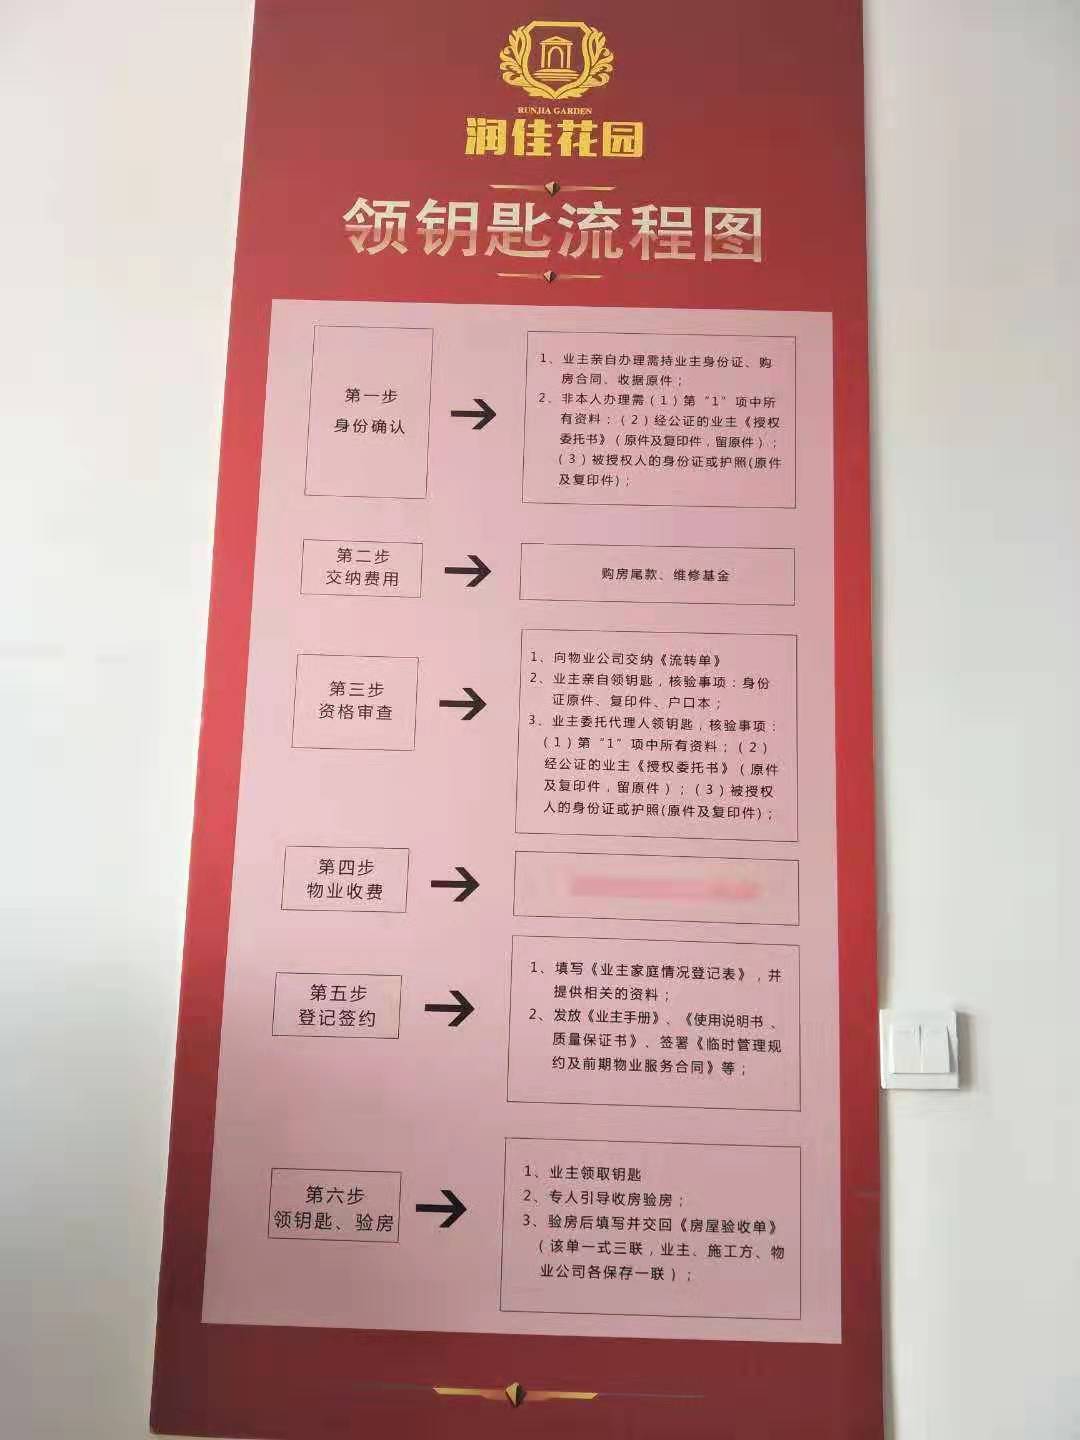 RUNJIA GARDEN
润佳花园
领钥匙流程图
第一步
身份确认
1、业主亲自办理需持业主身份证、购
房合同、收据原件；
2、非本人办理需（1）第“1”项中所
有资料：（2）经公证的业主《授权
委托书》（原件及复印件，留原件）；
（3）被授权人的身份证或护照(原件
及复印件)；
第二步
交纳费用
购房尾款、维修基金
第三步
资格审查
1、向物业公司交纳《流转单》
2、业主亲自领钥匙，核验事项：身份
证原件、复印件、户口本；
3、业主委托代理人领钥匙，核验事项：
（1）第“1”项中所有资料；（2）
经公证的业主《授权委托书》（原件
及复印件，留原件）；（3）被授权
人的身份证或护照(原件及复印件)；
第四步
物业收费
第五步
登记签约
1、填写《业主家庭情况登记表》，并
提供相关的资料；
2、发放《业主手册》、《使用说明书 、
质量保证书》、签署《临时管理规
约及前期物业服务合同》等；
第六步
领钥匙、验房
1、业主领取钥匙
2、专人引导收房验房；
3、验房后填写并交回《房屋验收单》
（该单一式三联，业主、施工方、物
业公司各保存一联）；